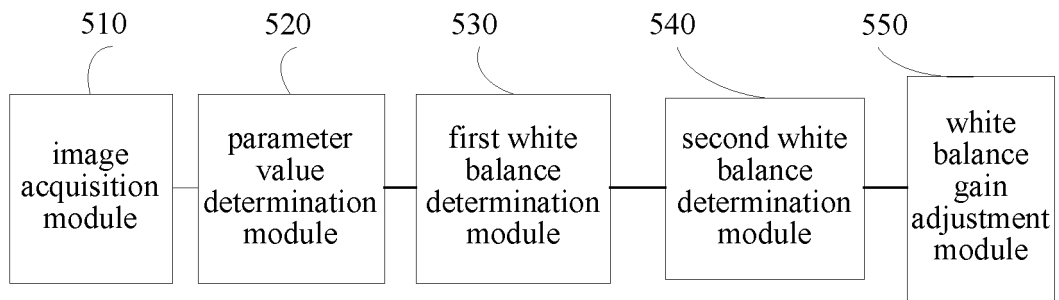 510
520
530
540
550
image
acquisition
module
parameter
value
determination
module
first white
balance
determination
module
second white
balance
determination
module
white
balance
gain
adjustment
module